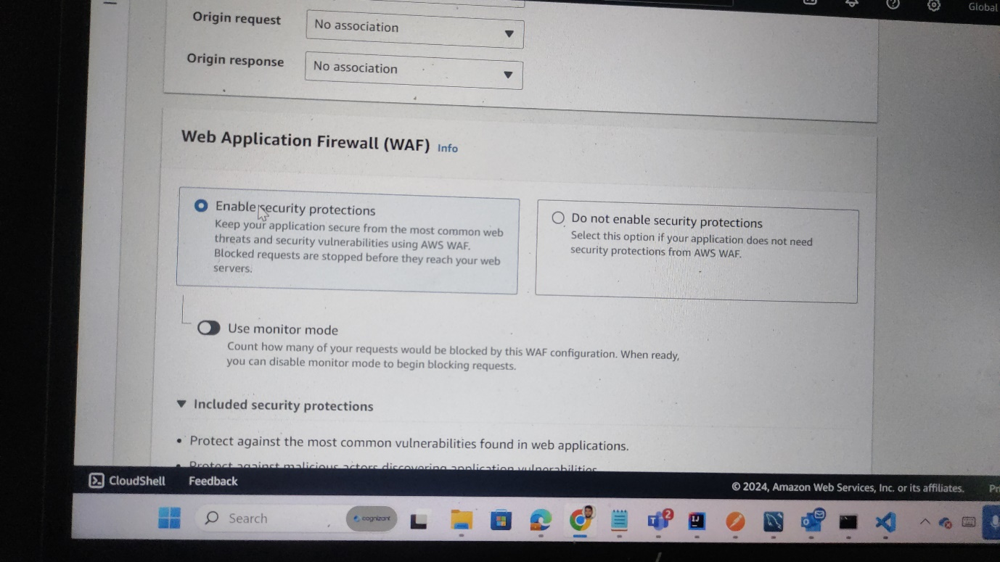 Global
Origin request
No association
Origin response
No association
Web Application Firewall (WAF) Info
Enable security protections
Keep your application secure from the most common web
threats and security vulnerabilities using AWS WAF.
Blocked requests are stopped before they reach your web
servers.
Do not enable security protections
Select this option if your application does not need
security protections from AWS WAF.
Use monitor mode
Count how many of your requests would be blocked by this WAF configuration. When ready,
you can disable monitor mode to begin blocking requests.
Included security protections
• Protect against the most common vulnerabilities found in web applications.
• Protect against malicious actors discovering application vulnerabilities
CloudShell Feedback
© 2024, Amazon Web Services, Inc. or its affiliates.
Search
cognizant
2